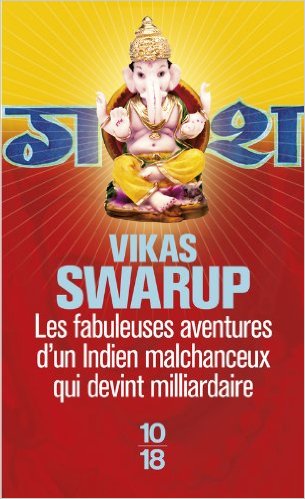 VIKAS
SWARUP
Les fabuleuses aventures
d'un Indien malchanceux
qui devint milliardaire
10
18